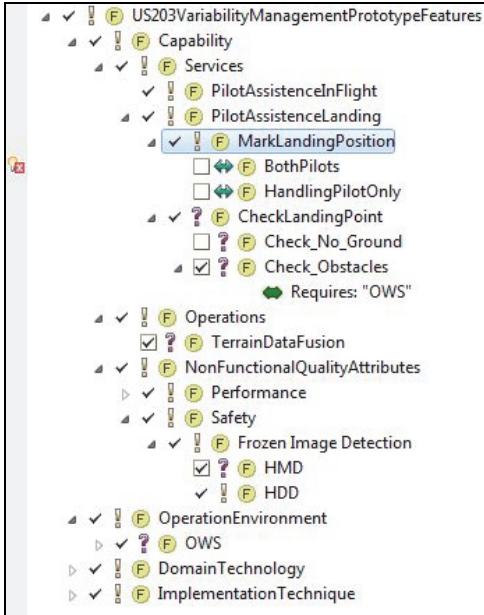 US203VariabilityManagementPrototypeFeatures
Capability
Services
PilotAssistenceInFlight
PilotAssistenceLanding
MarkLandingPosition
BothPilots
HandlingPilotOnly
CheckLandingPoint
Check_No_Ground
Check_Obstacles
Requires: "OWS"
Operations
TerrainDataFusion
NonFunctionalQualityAttributes
Performance
Safety
Frozen Image Detection
HMD
HDD
OperationEnvironment
OWS
DomainTechnology
ImplementationTechnique